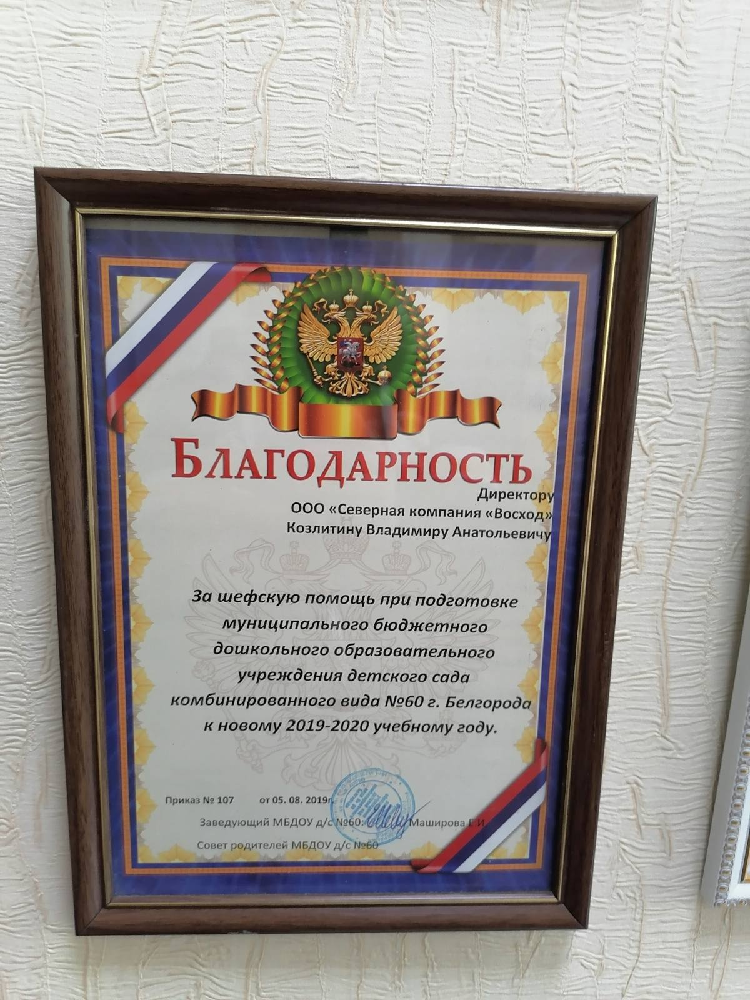 Благодарность
Директору
ООО «Северная компания «Восход»
Козлитину Владимиру Анатольевичу
За шефскую помощь при подготовке
муниципального бюджетного
дошкольного образовательного
учреждения детского сада
комбинированного вида №60 г. Белгорода
к новому 2019-2020 учебному году.
Приказ № 107 от 05. 08. 2019г.
Заведующий МБДОУ д/с №60: Маширова Е.И.
Совет родителей МБДОУ д/с №60